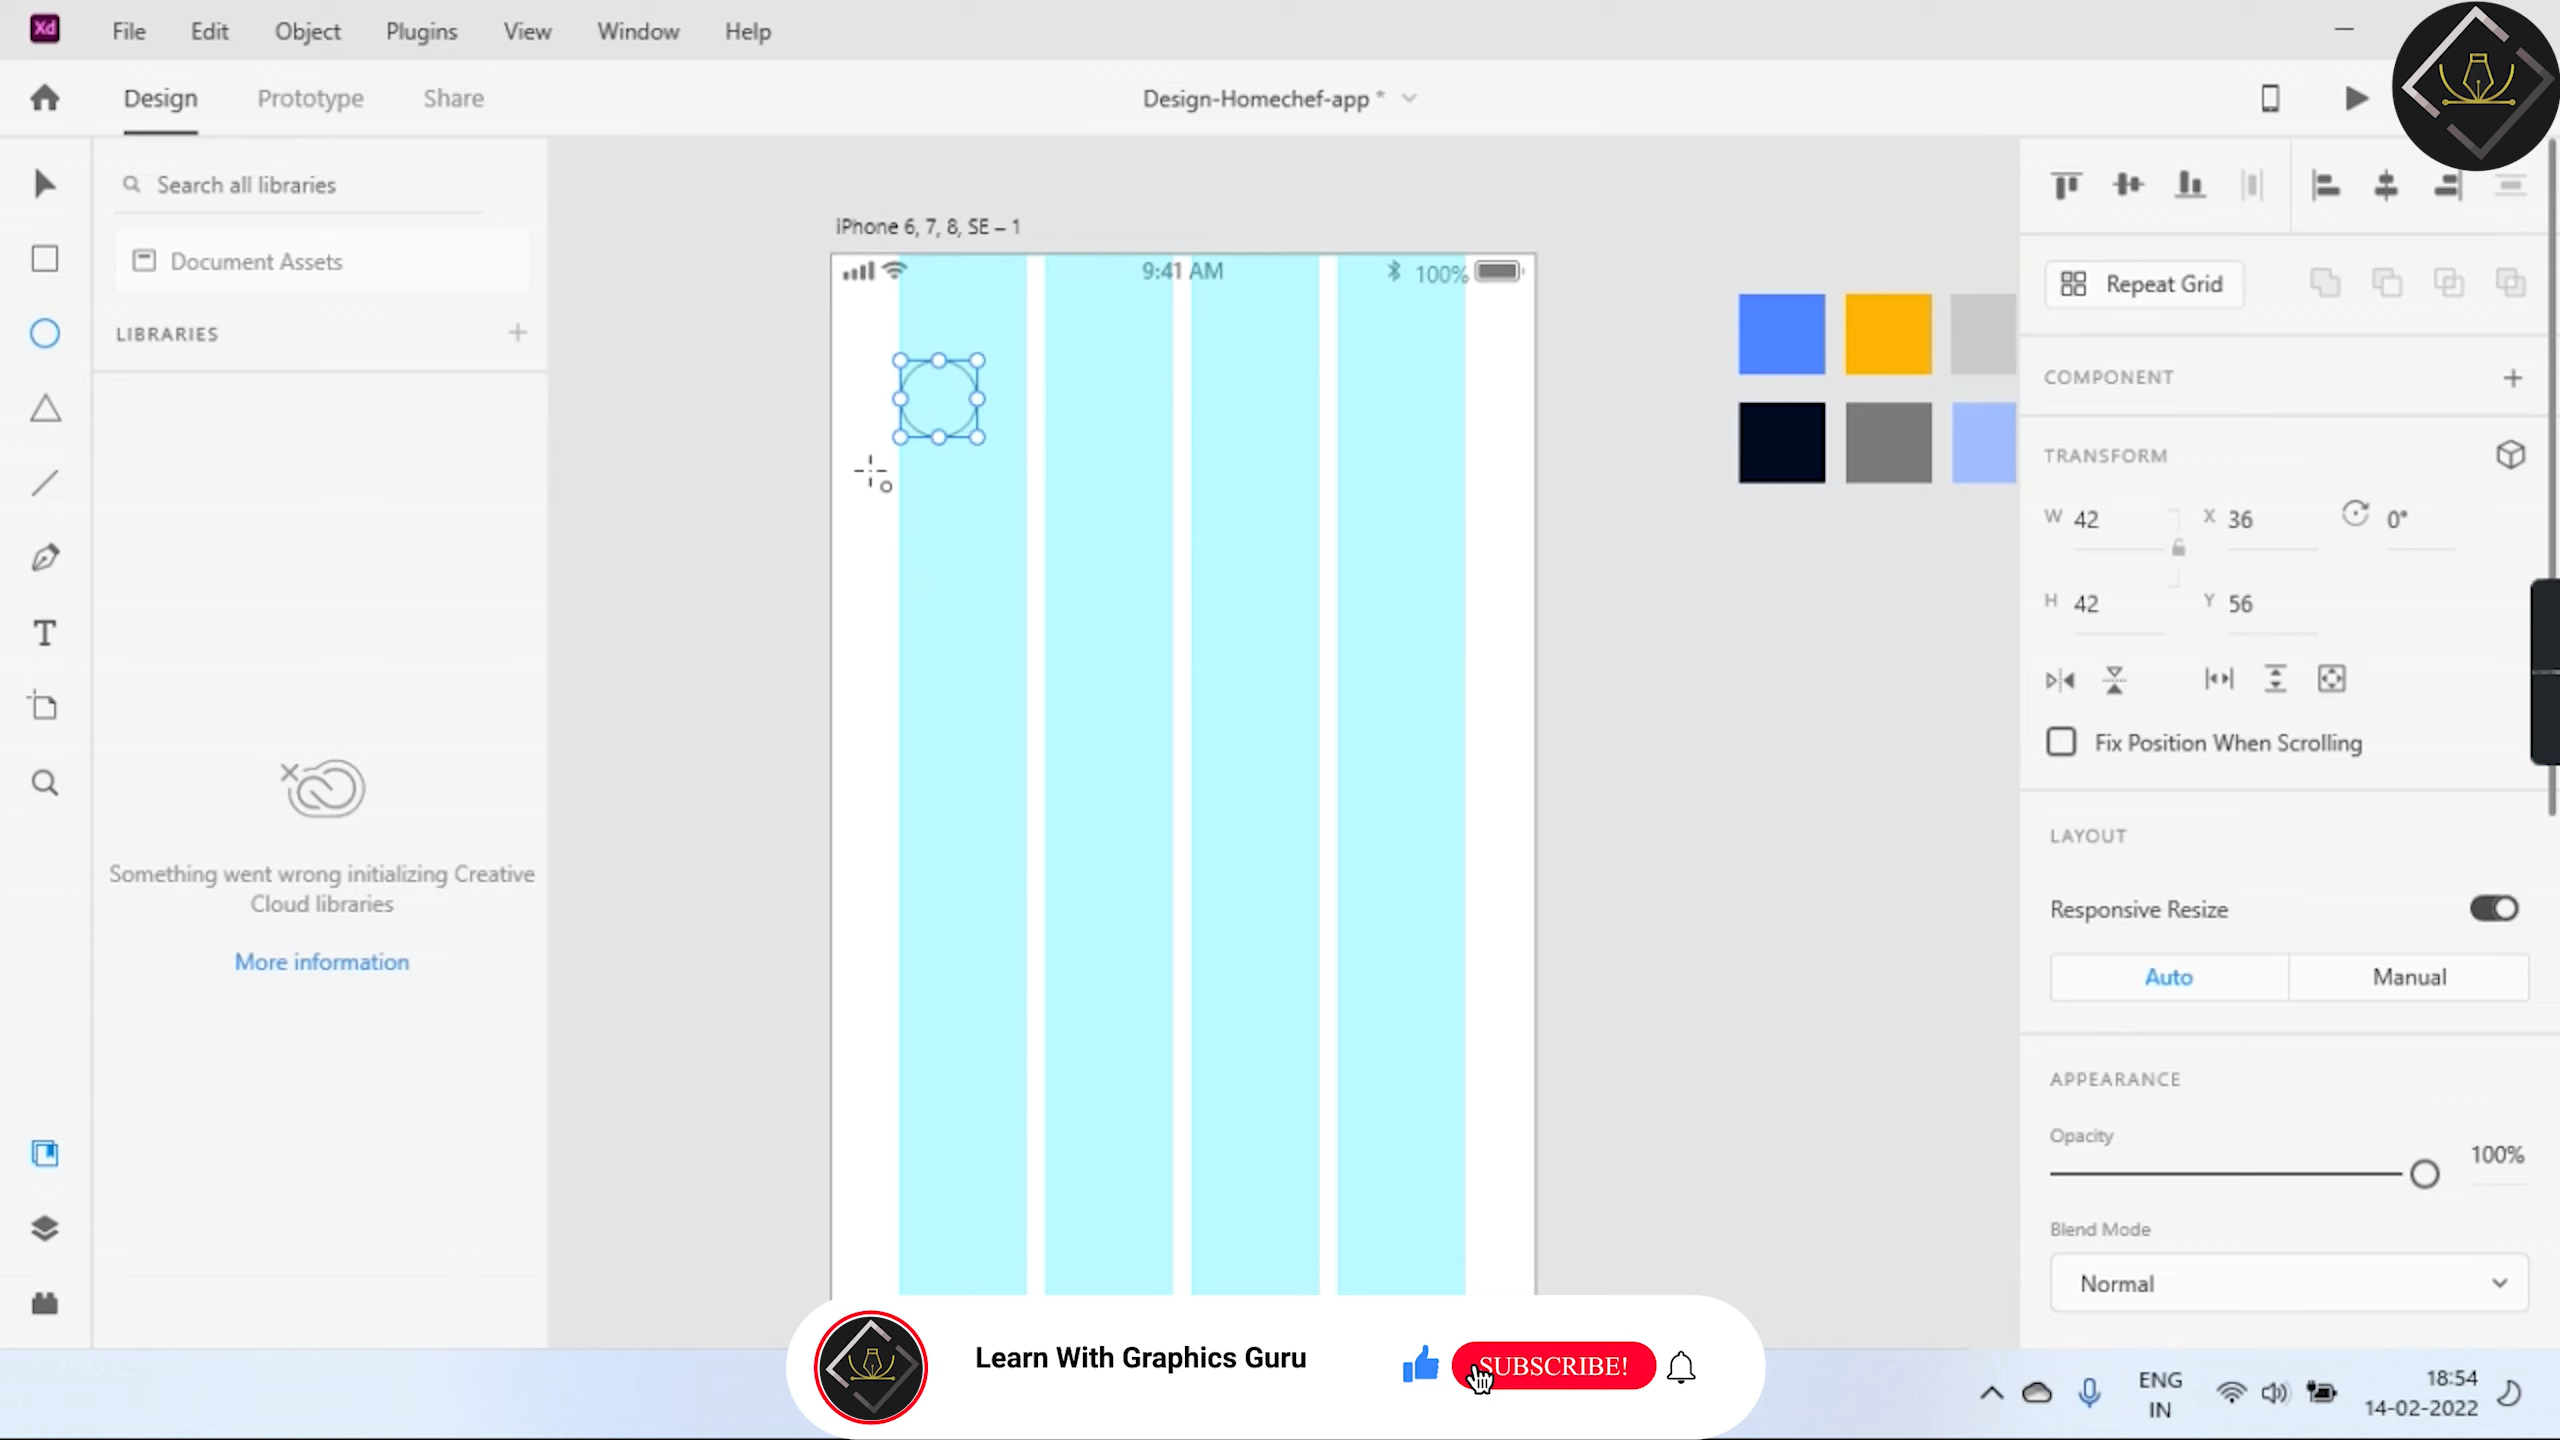 Xd File Edit Object Plugins View Window Help
Design Prototype Share
Design-Homechef-app *
Search all libraries
Document Assets
LIBRARIES +
Something went wrong initializing Creative
Cloud libraries
More information
iPhone 6, 7, 8, SE – 1
9:41 AM
100%
Repeat Grid
COMPONENT +
TRANSFORM
W 42 X 36 0°
H 42 Y 56
Fix Position When Scrolling
LAYOUT
Responsive Resize
Auto Manual
APPEARANCE
Opacity
100%
Blend Mode
Normal
T
Learn With Graphics Guru
SUBSCRIBE!
ENG
IN
18:54
14-02-2022